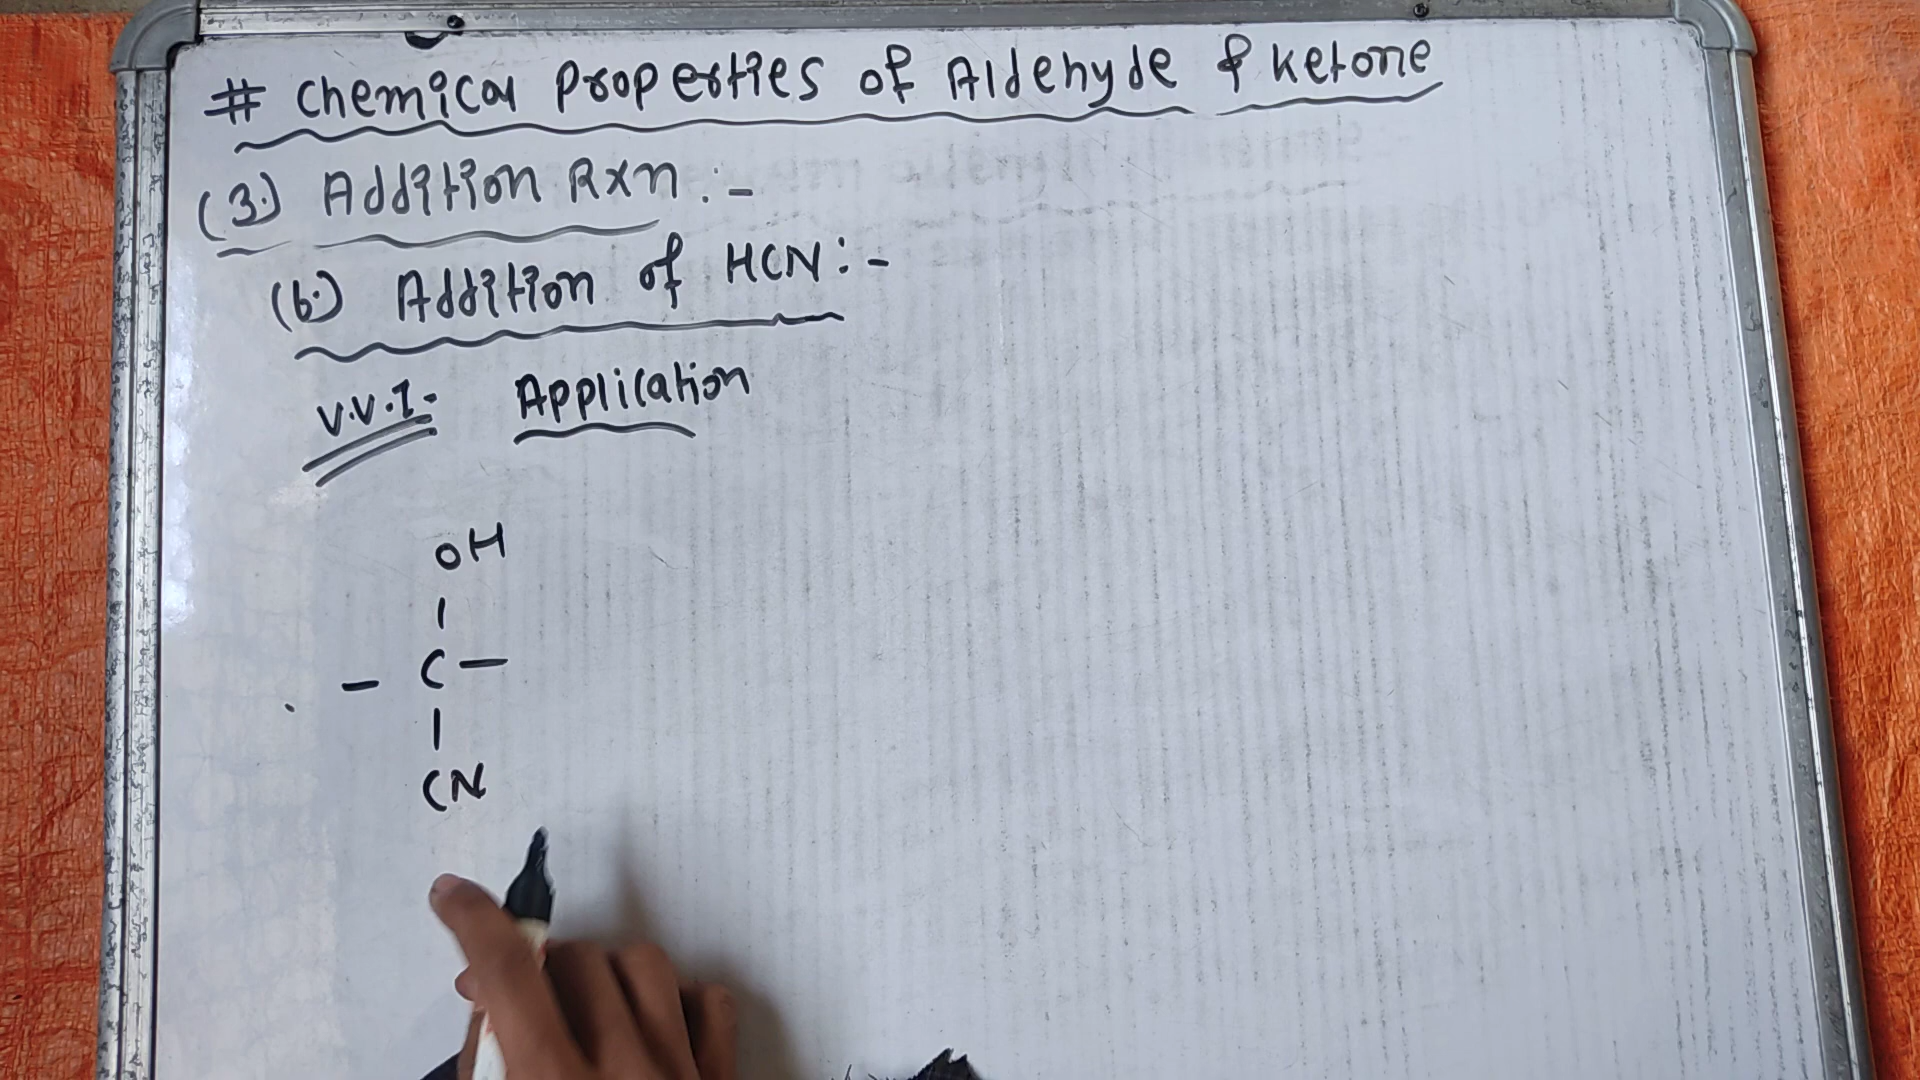 # Chemical Properties of Aldehyde & Ketone
(3.) Addition Rxn :-
(b.) Addition of HCN :-
V.V.I. Application
OH
|
- C -
|
CN